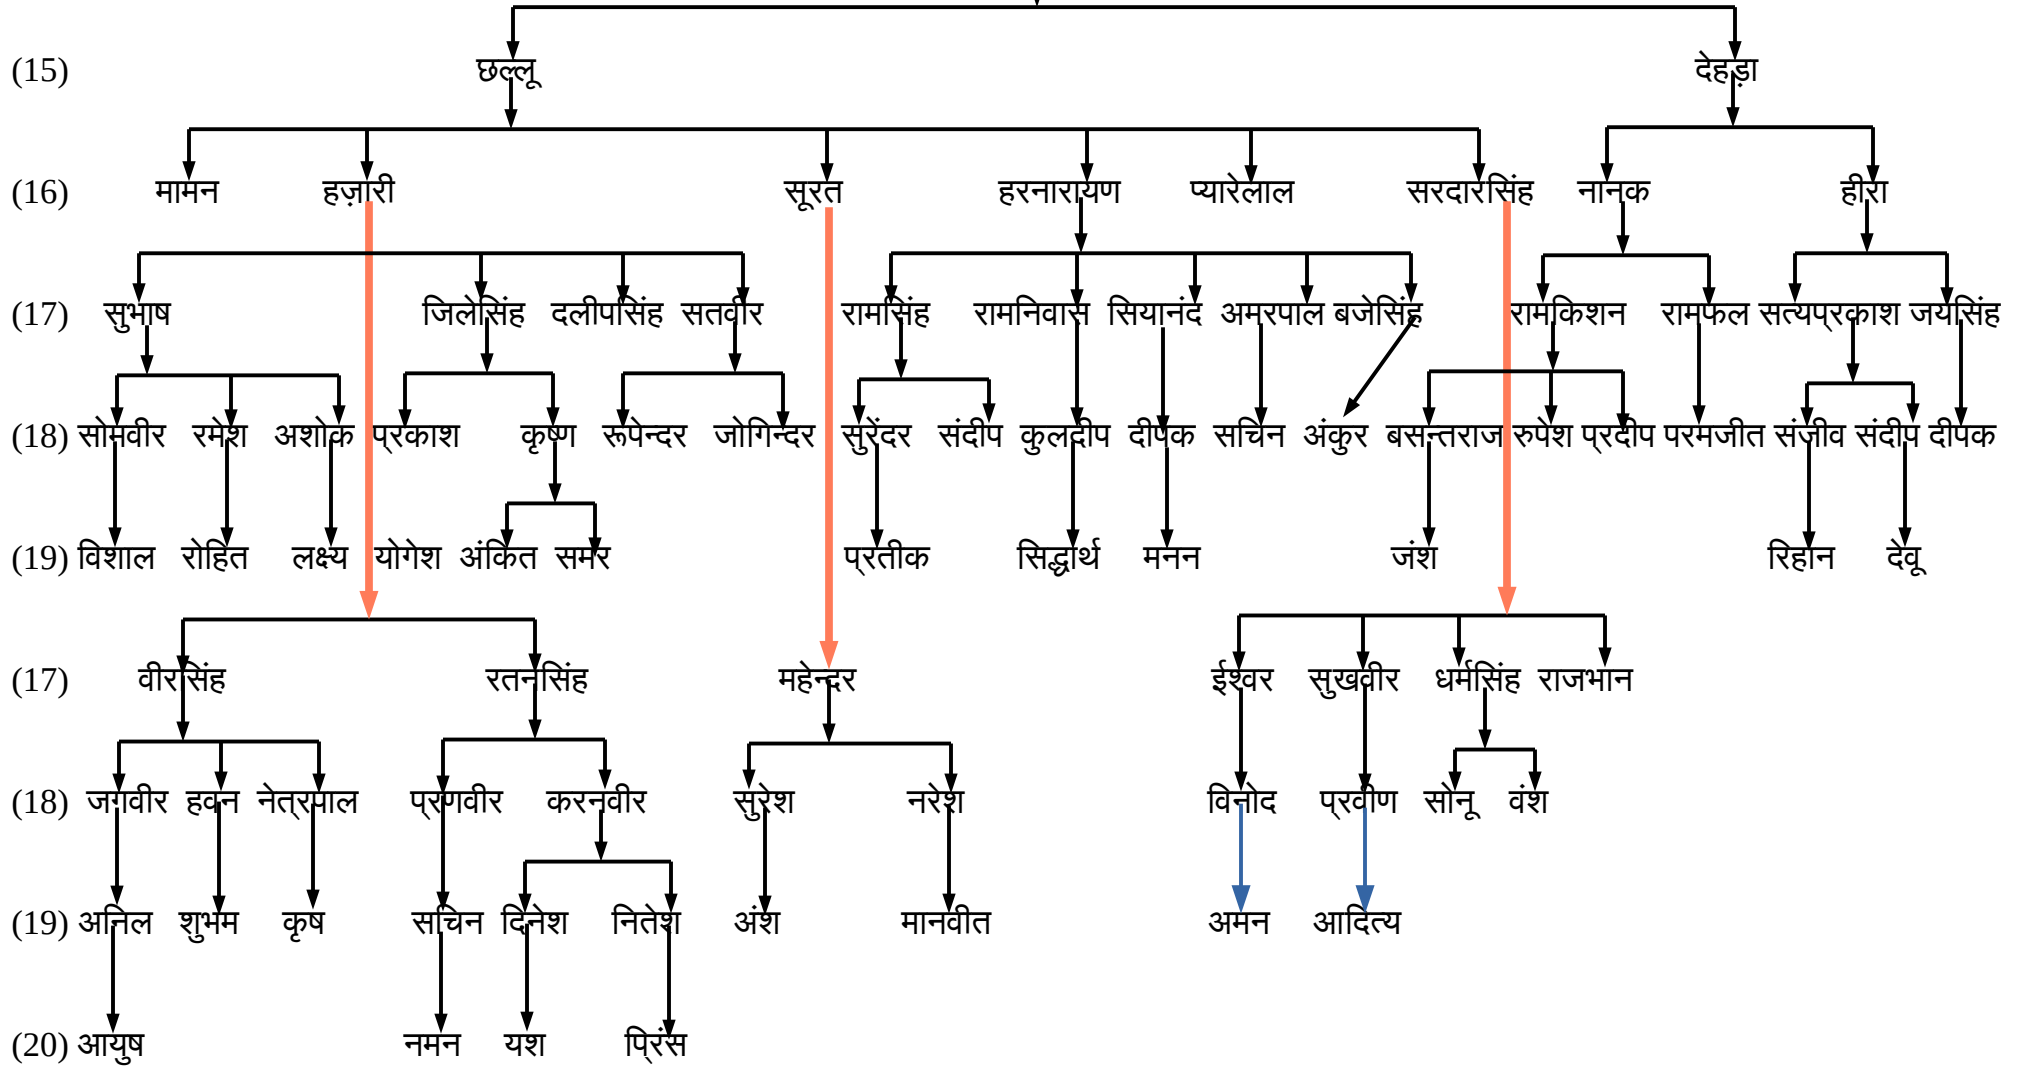 (15) छल्लू देहड़ा
(16) मामन हज़ारी सूरत हरनारायण प्यारेलाल सरदारसिंह नानक हीरा
(17) सुभाष जिलेसिंह दलीपसिंह सतवीर रामसिंह रामनिवास सियानंद अमरपाल बजेसिंह रामकिशन रामफल सत्यप्रकाश जयसिंह
(18) सोमवीर रमेश अशोक प्रकाश कृष्ण रूपेन्दर जोगिन्दर सुरेंदर संदीप कुलदीप दीपक सचिन अंकुर बसन्तराज रुपेश प्रदीप परमजीत संजीव संदीप दीपक
(19) विशाल रोहित लक्ष्य योगेश अंकित समर प्रतीक सिद्धार्थ मनन जंश रिहान देवू
(17) वीरसिंह रतनसिंह महेन्दर ईश्वर सुखवीर धर्मसिंह राजभान
(18) जगवीर हवन नेत्रपाल प्रणवीर करनवीर सुरेश नरेश विनोद प्रवीण सोनू वंश
(19) अनिल शुभम कृष सचिन दिनेश नितेश अंश मानवीत अमन आदित्य
(20) आयुष नमन यश प्रिंस